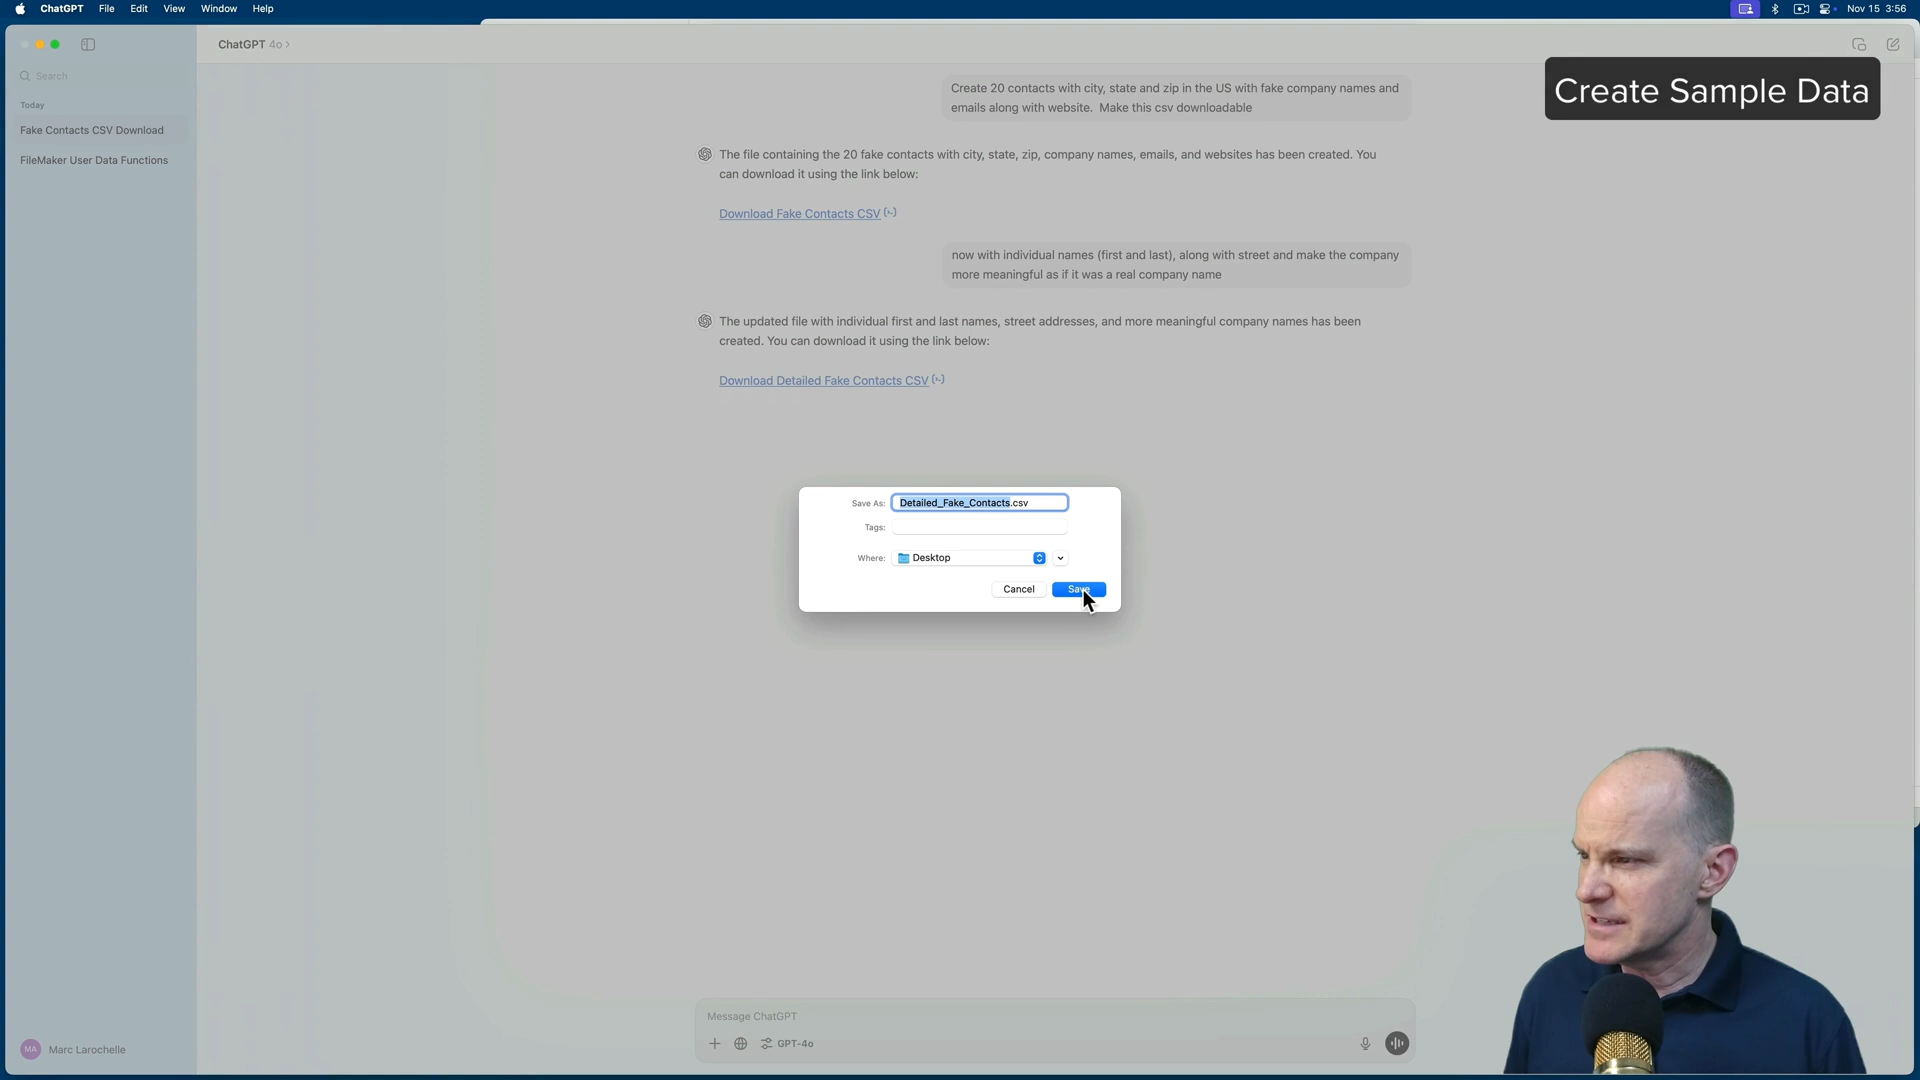 ChatGPT File Edit View Window Help
Nov 15 3:56
ChatGPT 4o >
Search
Today
Fake Contacts CSV Download
FileMaker User Data Functions
Create Sample Data
Create 20 contacts with city, state and zip in the US with fake company names and
emails along with website. Make this csv downloadable
The file containing the 20 fake contacts with city, state, zip, company names, emails, and websites has been created. You
can download it using the link below:
Download Fake Contacts CSV
now with individual names (first and last), along with street and make the company
more meaningful as if it was a real company name
The updated file with individual first and last names, street addresses, and more meaningful company names has been
created. You can download it using the link below:
Download Detailed Fake Contacts CSV
Save As: Detailed_Fake_Contacts.csv
Tags:
Where: Desktop
Cancel Save
Message ChatGPT
GPT-4o
MA Marc Larochelle